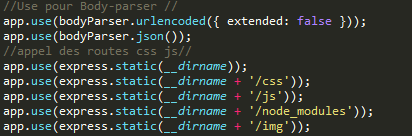 //Use pour Body-parser //
app.use(bodyParser.urlencoded({ extended: false }));
app.use(bodyParser.json());
//appel des routes css js//
app.use(express.static(__dirname));
app.use(express.static(__dirname + '/css'));
app.use(express.static(__dirname + '/js'));
app.use(express.static(__dirname + '/node_modules'));
app.use(express.static(__dirname + '/img'));